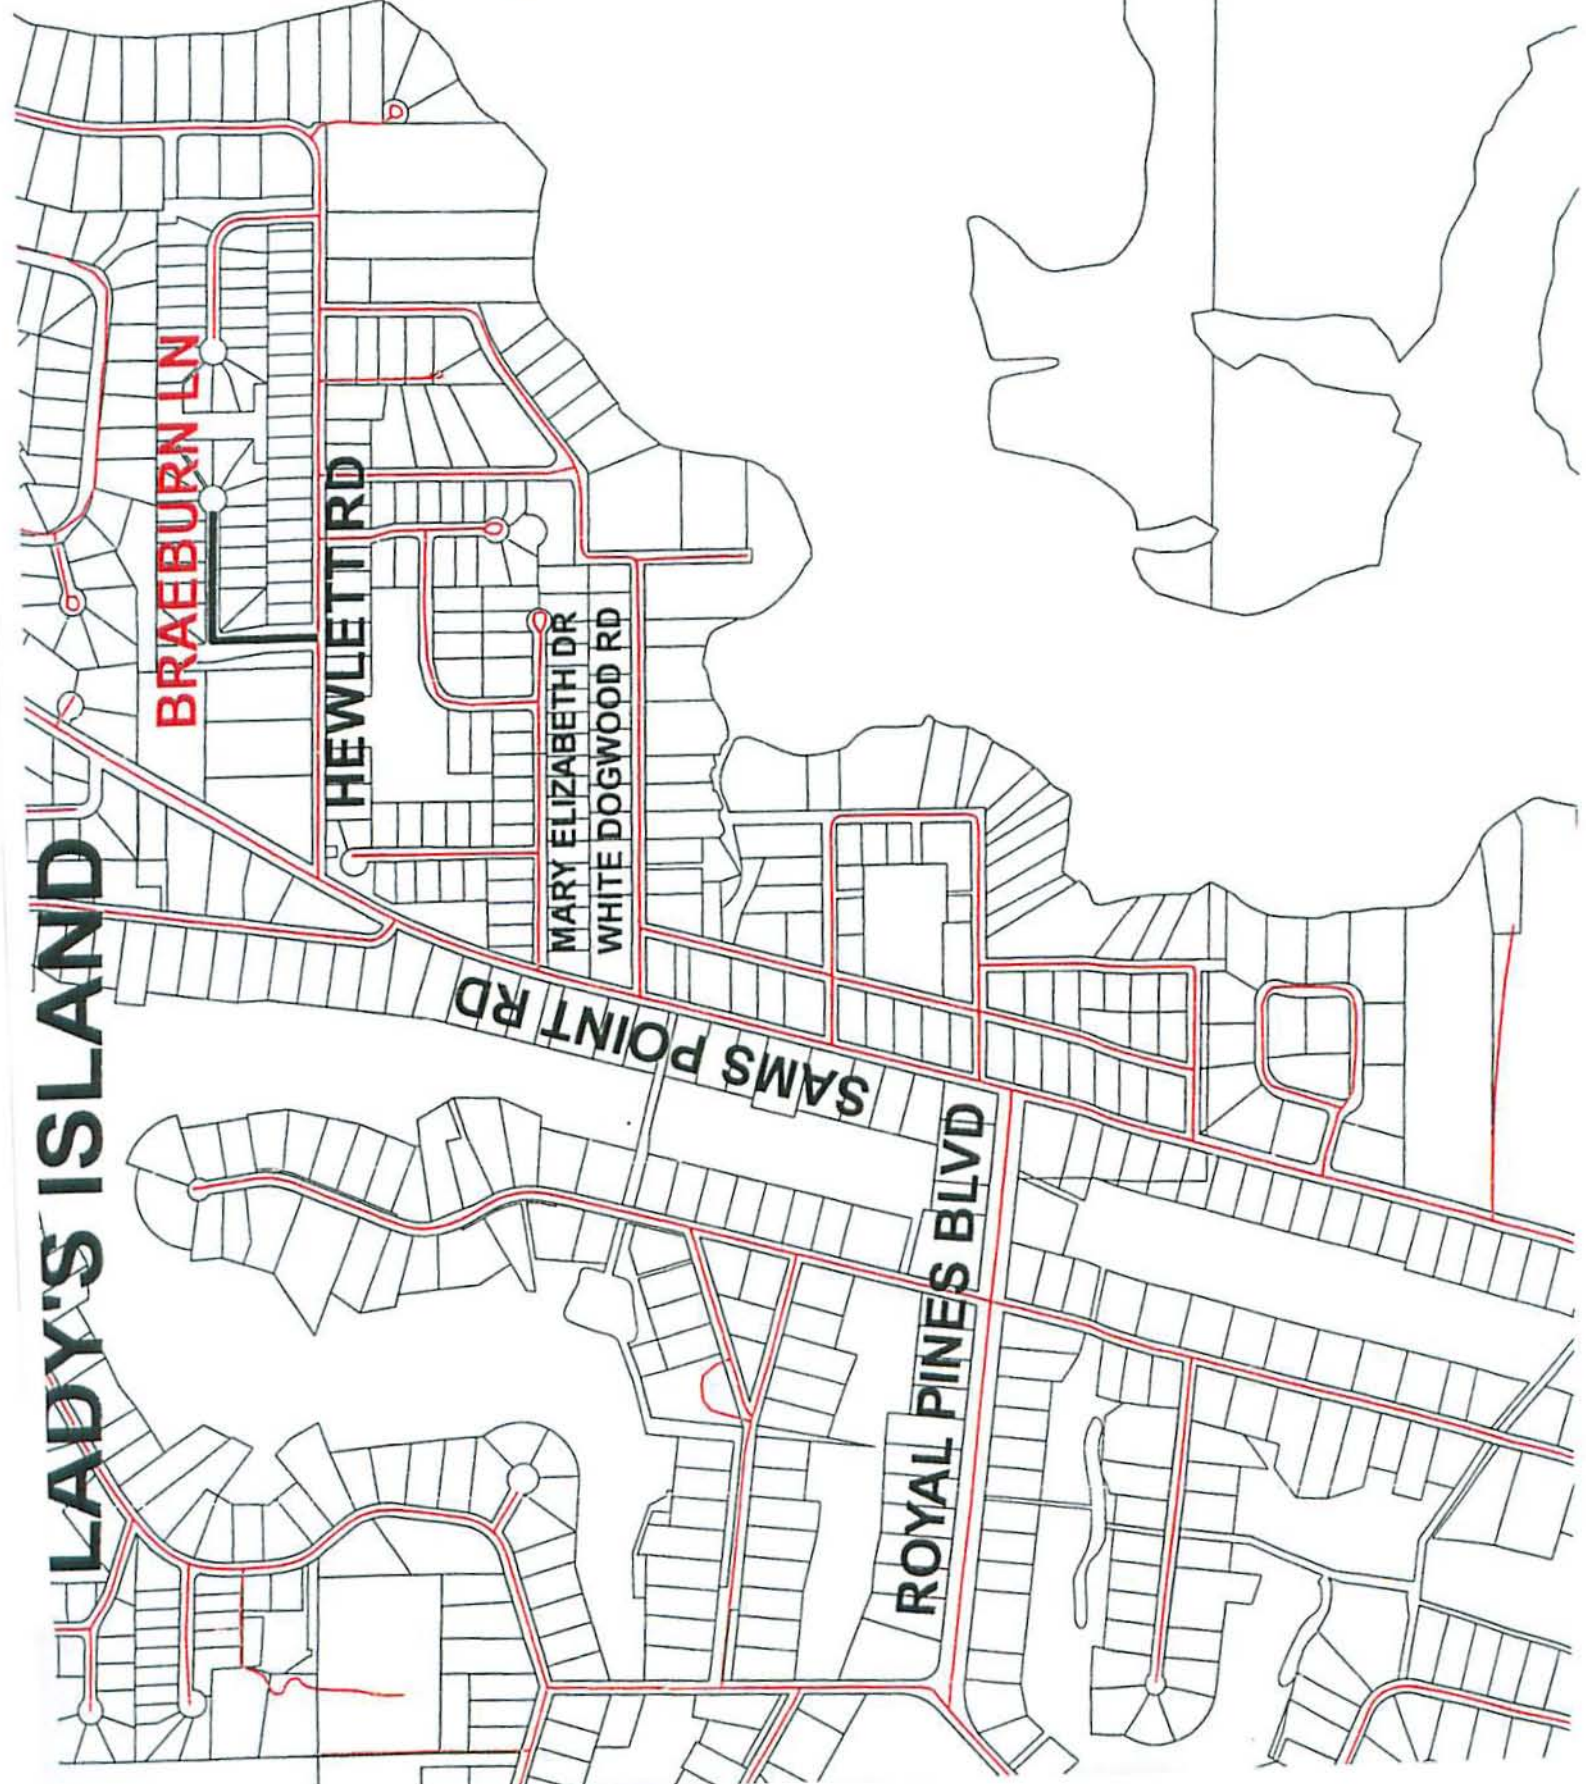 BRAEBURN LN
HEWLETT RD
MARY ELIZABETH DR
WHITE DOGWOOD RD
LADY'S ISLAND
SAMS POINT RD
ROYAL PINES BLVD